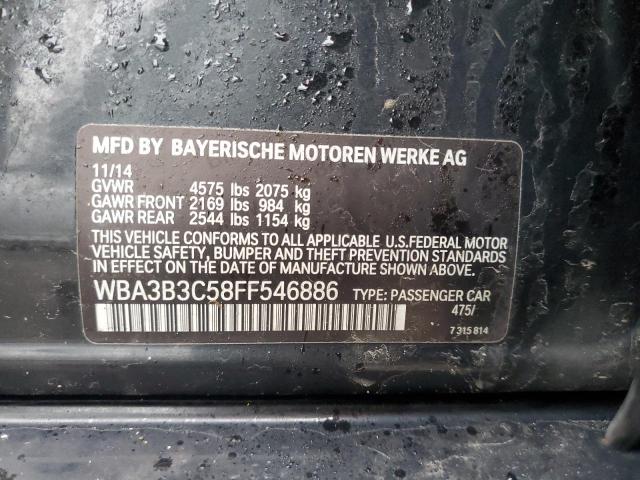 MFD BY BAYERISCHE MOTOREN WERKE AG
11/14
GVWR 4575 lbs 2075 kg
GAWR FRONT 2169 lbs 984 kg
GAWR REAR 2544 lbs 1154 kg
THIS VEHICLE CONFORMS TO ALL APPLICABLE U.S. FEDERAL MOTOR
VEHICLE SAFETY, BUMPER AND THEFT PREVENTION STANDARDS
IN EFFECT ON THE DATE OF MANUFACTURE SHOWN ABOVE.
WBA3B3C58FF546886 TYPE: PASSENGER CAR
475/
7 315 814